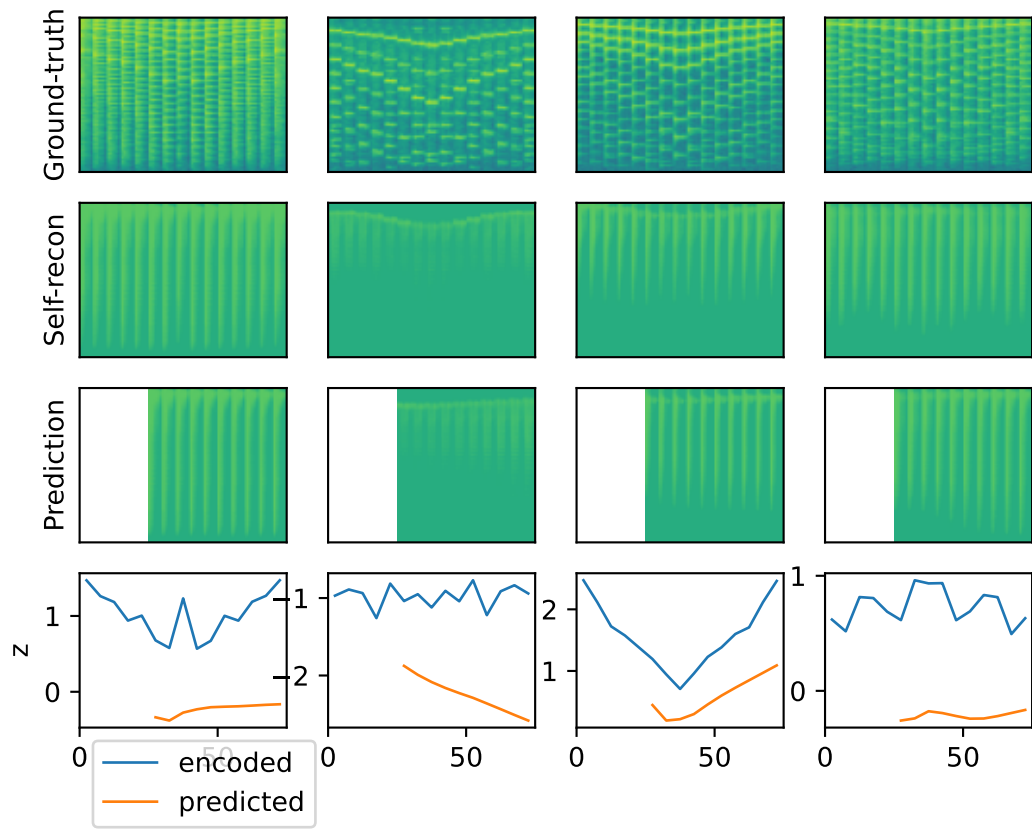 Ground-truth
Self-recon
Prediction
z
1
0
−1
−2
2
1
1
0
0 50
0 50
0 50
0 50
encoded
predicted